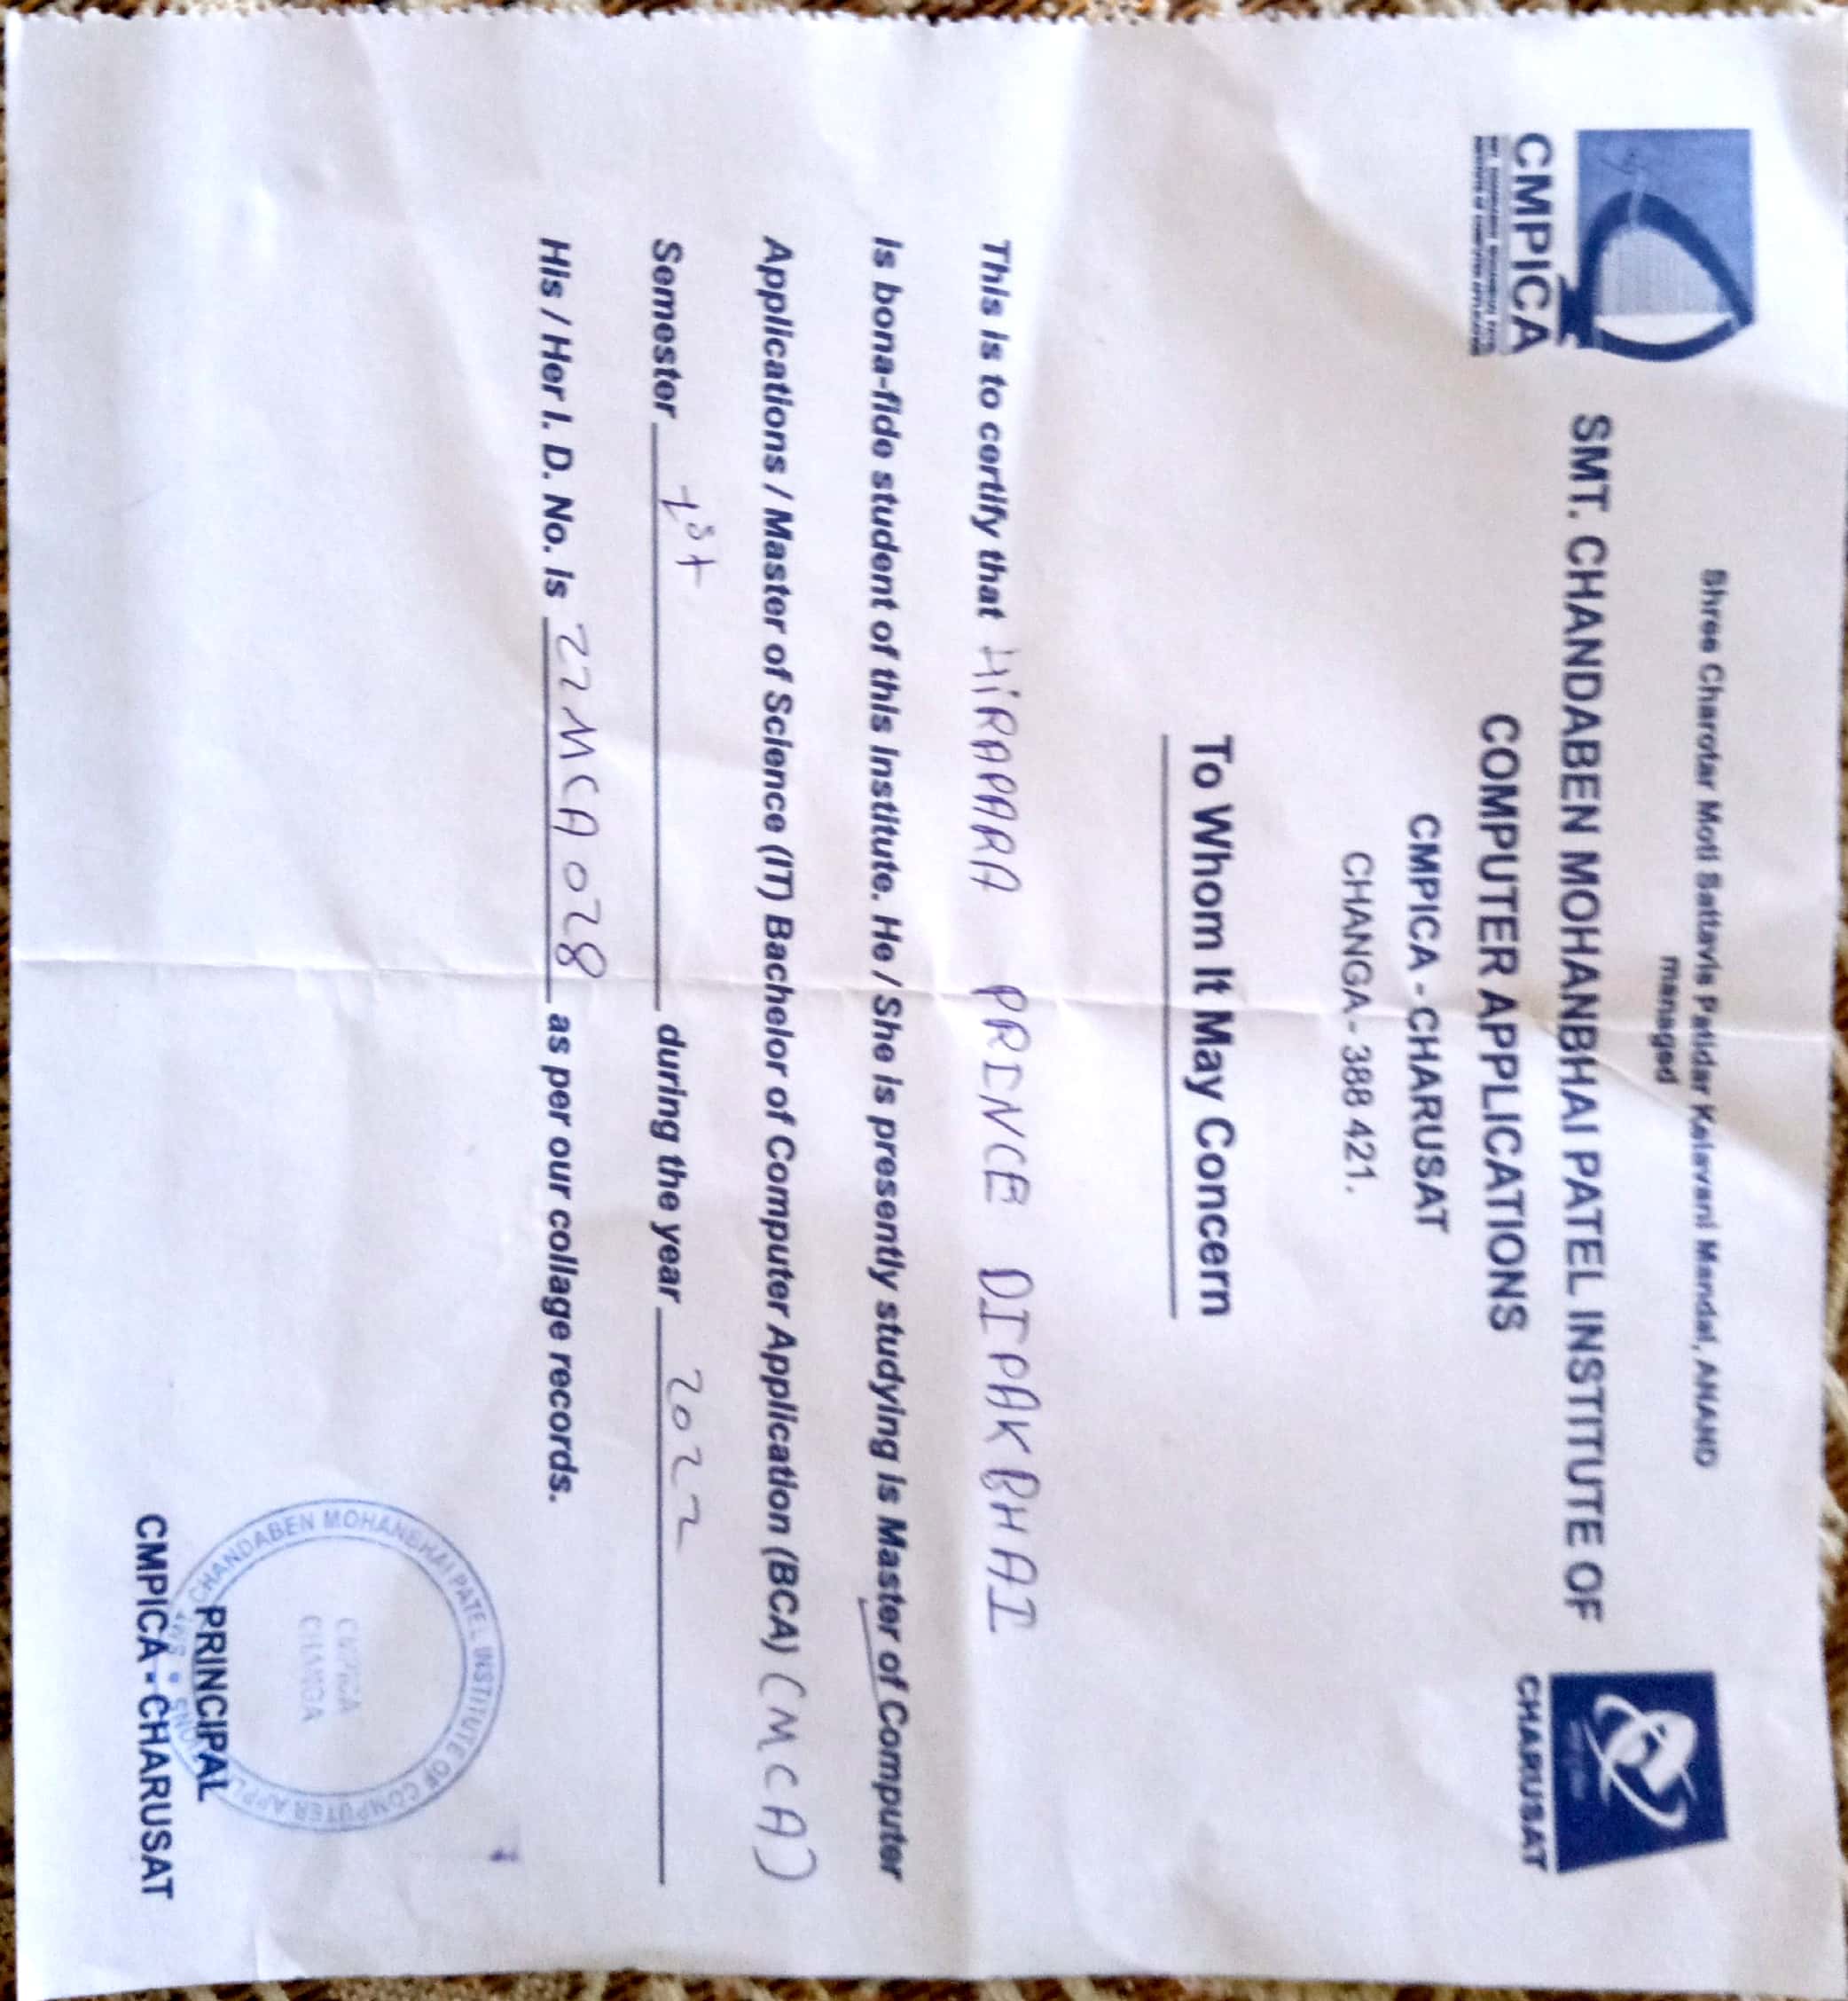 Shree Charotar Moti Sattavis Patidar Kelavani Mandal, ANAND
managed
CMPICA
SMT. CHANDABEN MOHANBHAI PATEL INSTITUTE OF
COMPUTER APPLICATIONS
CMPICA - CHARUSAT
CHANGA - 388 421.
CHARUSAT
To Whom It May Concern
This is to certify that HiRAPARA PRINCE DIPAKBHAI
is bona-fide student of this institute. He / She is presently studying is Master of Computer
Applications / Master of Science (IT) Bachelor of Computer Application (BCA) (MCA)
Semester 1st during the year 2022
His / Her I. D. No. is 22MCA028 as per our collage records.
CHANDABEN MOHANBHAI PATEL INSTITUTE OF COMPUTER APPL
CMPICA
CHANGA
PRINCIPAL
CMPICA - CHARUSAT